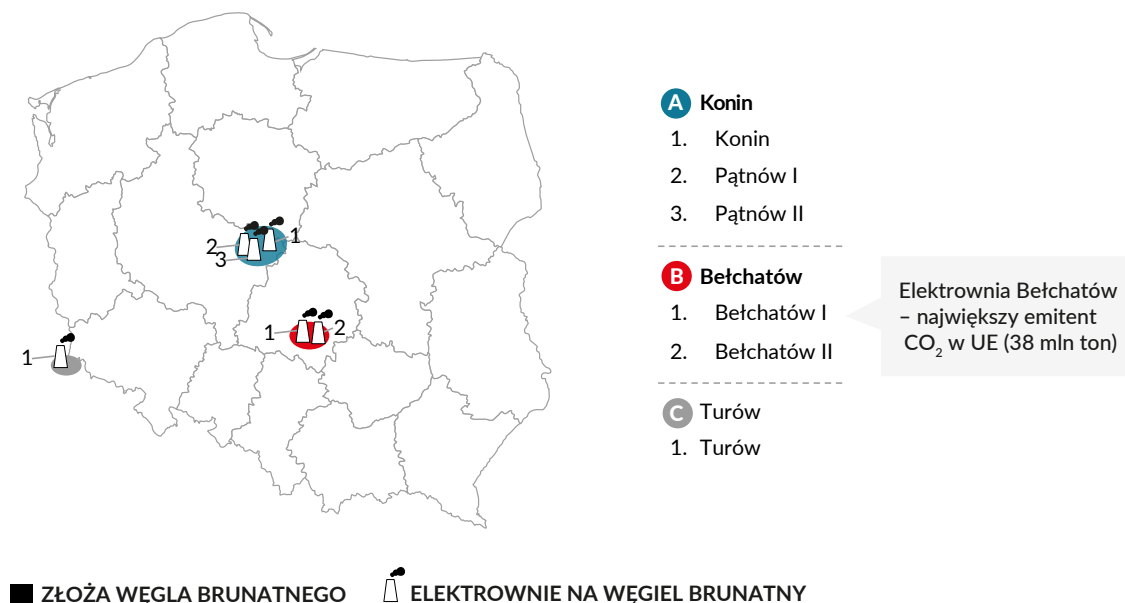 A Konin
1. Konin
2. Pątnów I
3. Pątnów II
B Bełchatów
1. Bełchatów I
2. Bełchatów II
C Turów
1. Turów
Elektrownia Bełchatów
– największy emitent
CO₂ w UE (38 mln ton)
2
3
1
1
2
1
ZŁOŻA WĘGLA BRUNATNEGO
ELEKTROWNIE NA WĘGIEL BRUNATNY